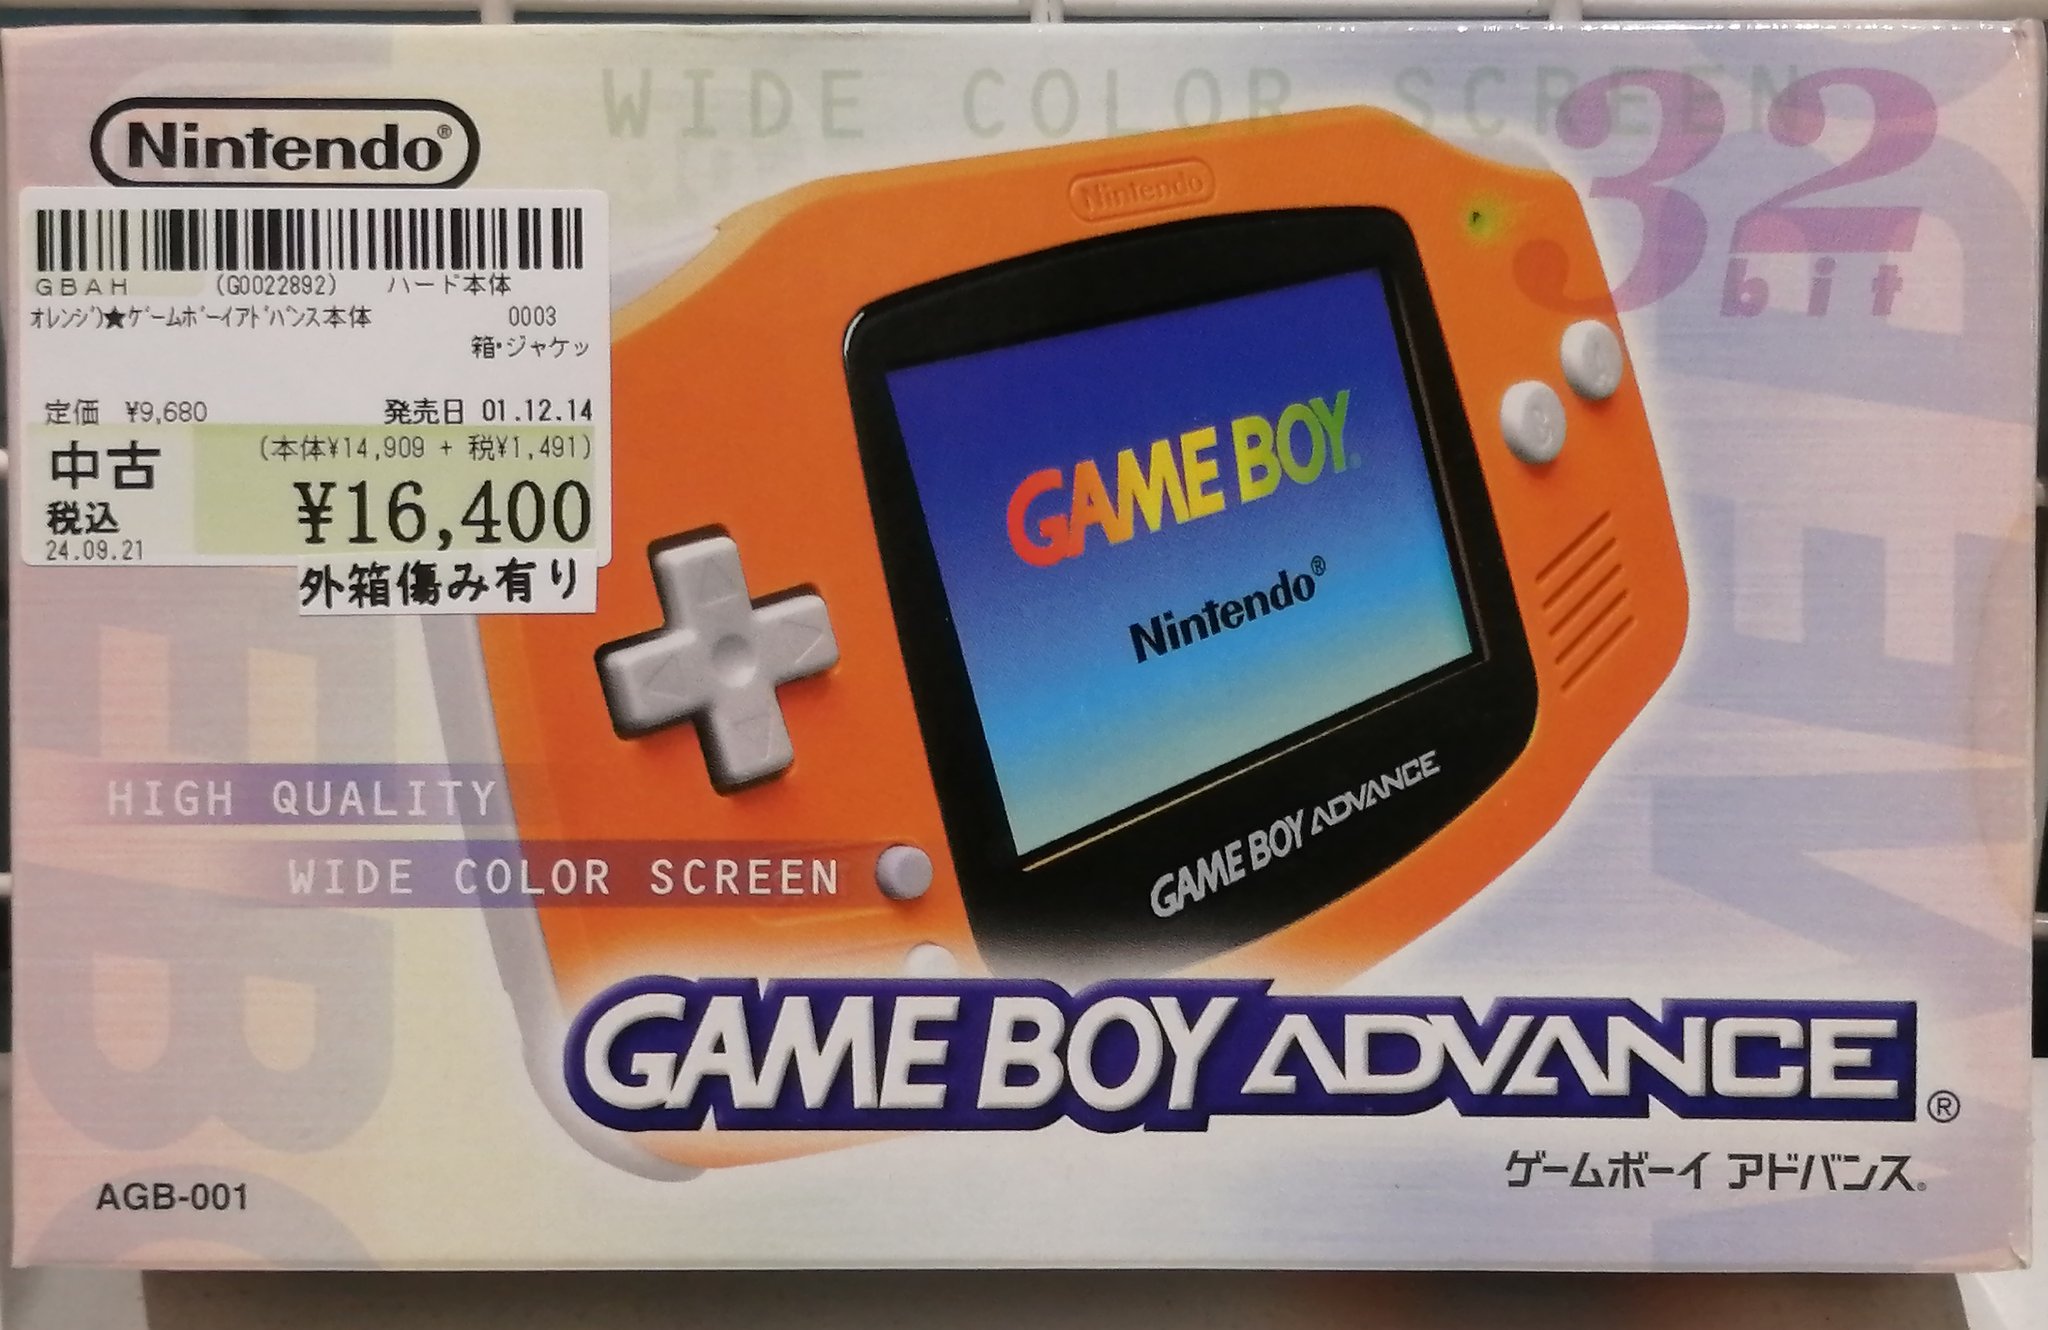 WIDE COLOR SCREEN
32
bit
Nintendo®
Nintendo
GBAH (G0022892) ハード本体
オレンジ)★ゲームボーイアドバンス本体 0003
箱・ジャケッ
定価 ¥9,680 発売日 01.12.14
中古 (本体¥14,909 + 税¥1,491)
税込 ¥16,400
24.09.21
外箱傷み有り
A
B
GAME BOY®
Nintendo®
GAME BOY ADVANCE
HIGH QUALITY
WIDE COLOR SCREEN
GAME BOY ADVANCE®
ゲームボーイ アドバンス®
AGB-001